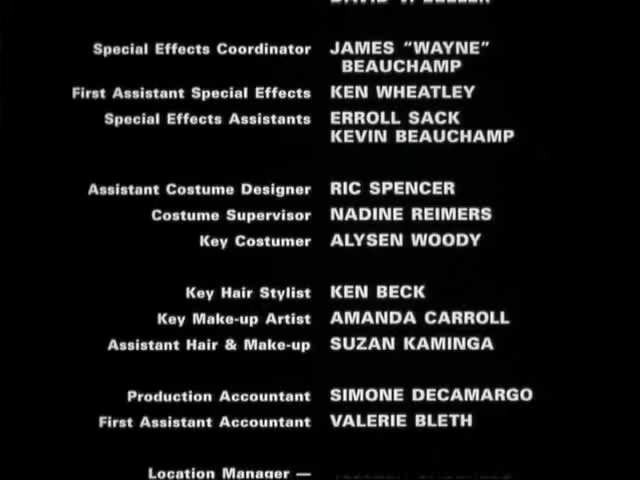 Special Effects Coordinator JAMES "WAYNE"
BEAUCHAMP
First Assistant Special Effects KEN WHEATLEY
Special Effects Assistants ERROLL SACK
KEVIN BEAUCHAMP
Assistant Costume Designer RIC SPENCER
Costume Supervisor NADINE REIMERS
Key Costumer ALYSEN WOODY
Key Hair Stylist KEN BECK
Key Make-up Artist AMANDA CARROLL
Assistant Hair & Make-up SUZAN KAMINGA
Production Accountant SIMONE DECAMARGO
First Assistant Accountant VALERIE BLETH
Location Manager —